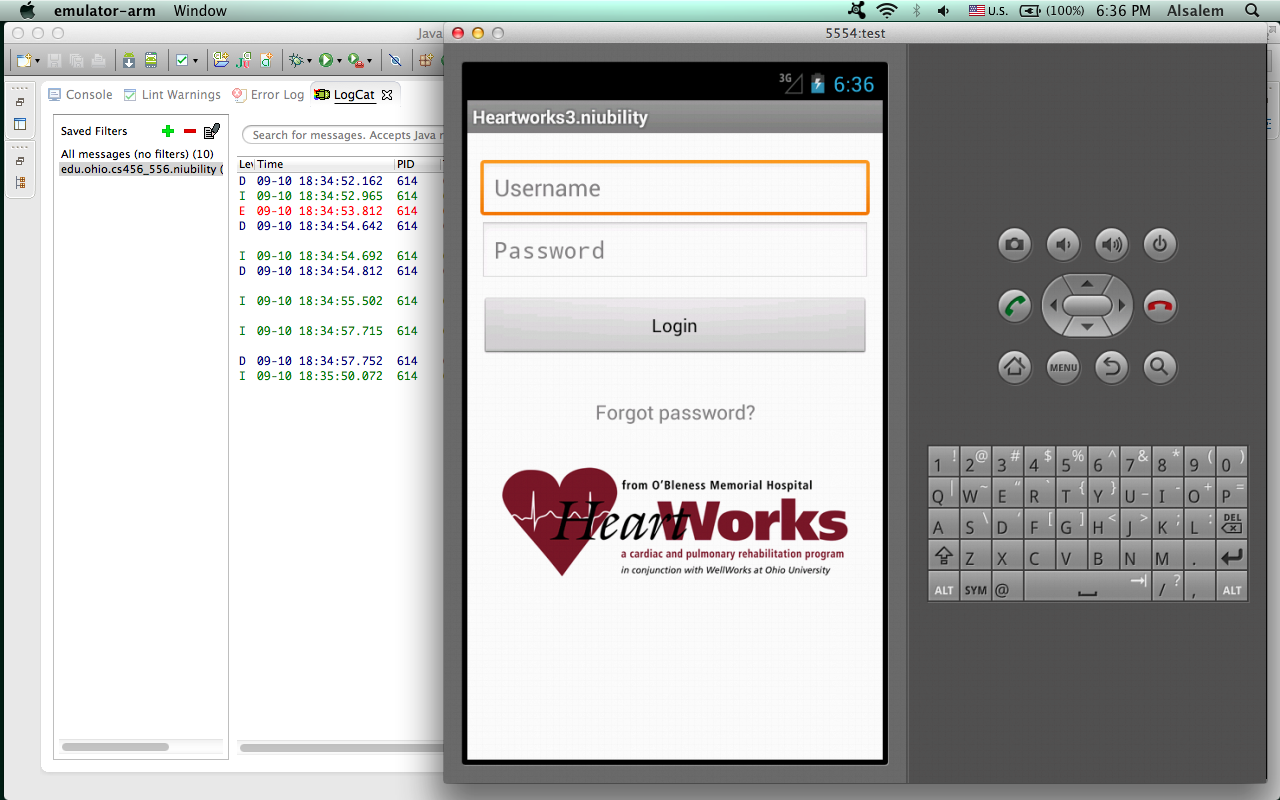 emulator-arm Window U.S. (100%) 6:36 PM Alsalem
Java
5554:test
Console Lint Warnings Error Log LogCat
Saved Filters
All messages (no filters) (10)
edu.ohio.cs456_556.niubility (
Search for messages. Accepts Java r
Le Time PID
D 09-10 18:34:52.162 614
I 09-10 18:34:52.965 614
E 09-10 18:34:53.812 614
D 09-10 18:34:54.642 614
I 09-10 18:34:54.692 614
D 09-10 18:34:54.812 614
I 09-10 18:34:55.502 614
I 09-10 18:34:57.715 614
D 09-10 18:34:57.752 614
I 09-10 18:35:50.072 614
3G 6:36
Heartworks3.niubility
Username
Password
Login
Forgot password?
from O'Bleness Memorial Hospital
HeartWorks
a cardiac and pulmonary rehabilitation program
in conjunction with WellWorks at Ohio University
MENU
1 ! 2 @ 3 # 4 $ 5 % 6 ^ 7 & 8 * 9 ( 0 )
Q | W ~ E " R ` T { Y } U _ I - O + P =
A S \ D ' F [ G ] H < J > K ; L : DEL
Z X C V B N M .
ALT SYM @ / ? , ALT